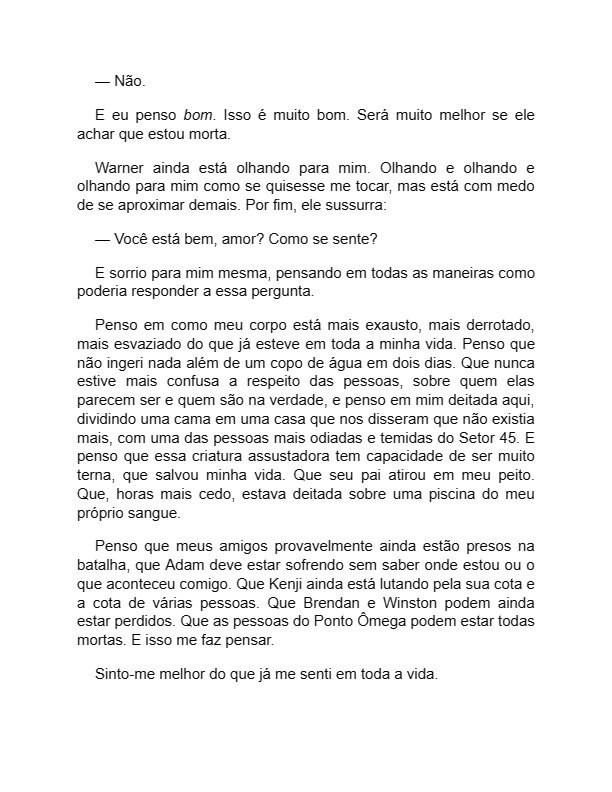 — Não.
E eu penso bom. Isso é muito bom. Será muito melhor se ele
achar que estou morta.
Warner ainda está olhando para mim. Olhando e olhando e
olhando para mim como se quisesse me tocar, mas está com medo
de se aproximar demais. Por fim, ele sussurra:
— Você está bem, amor? Como se sente?
E sorrio para mim mesma, pensando em todas as maneiras como
poderia responder a essa pergunta.
Penso em como meu corpo está mais exausto, mais derrotado,
mais esvaziado do que já esteve em toda a minha vida. Penso que
não ingeri nada além de um copo de água em dois dias. Que nunca
estive mais confusa a respeito das pessoas, sobre quem elas
parecem ser e quem são na verdade, e penso em mim deitada aqui,
dividindo uma cama em uma casa que nos disseram que não existia
mais, com uma das pessoas mais odiadas e temidas do Setor 45. E
penso que essa criatura assustadora tem capacidade de ser muito
terna, que salvou minha vida. Que seu pai atirou em meu peito.
Que, horas mais cedo, estava deitada sobre uma piscina do meu
próprio sangue.
Penso que meus amigos provavelmente ainda estão presos na
batalha, que Adam deve estar sofrendo sem saber onde estou ou o
que aconteceu comigo. Que Kenji ainda está lutando pela sua cota e
a cota de várias pessoas. Que Brendan e Winston podem ainda
estar perdidos. Que as pessoas do Ponto Ômega podem estar todas
mortas. E isso me faz pensar.
Sinto-me melhor do que já me senti em toda a vida.